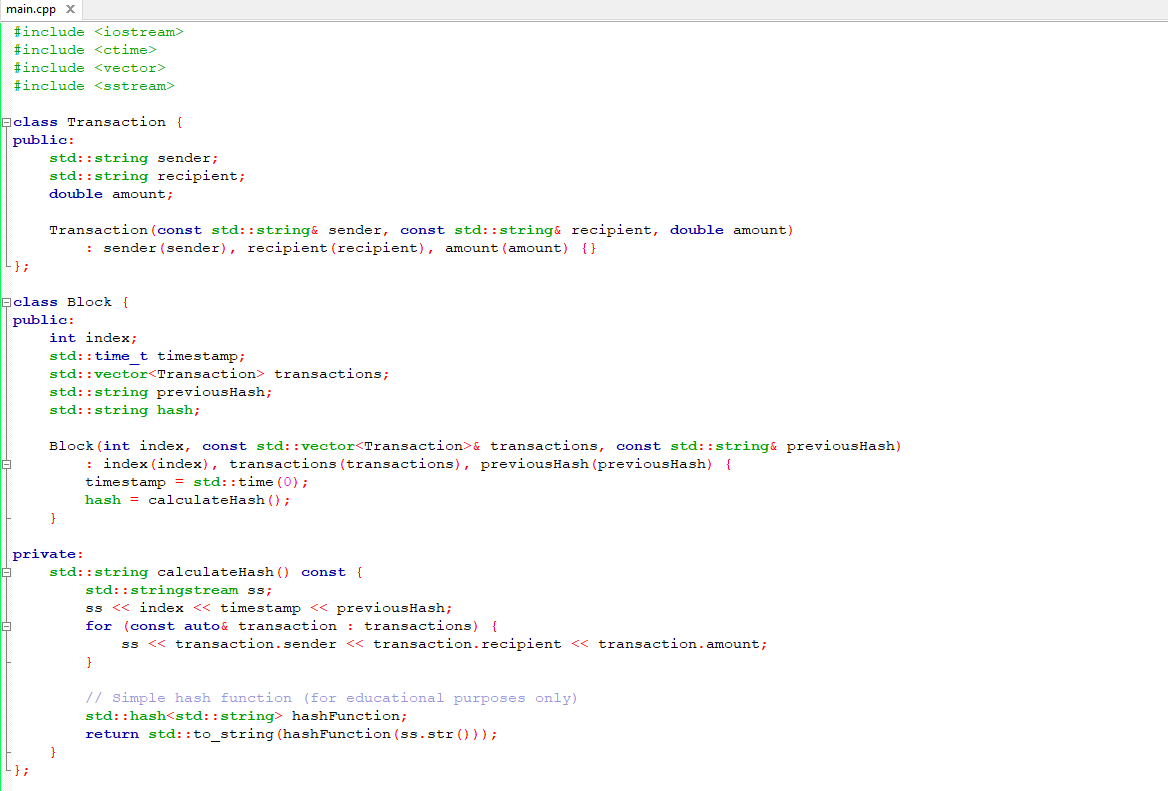 main.cpp X
#include <iostream>
#include <ctime>
#include <vector>
#include <sstream>

class Transaction {
public:
    std::string sender;
    std::string recipient;
    double amount;

    Transaction(const std::string& sender, const std::string& recipient, double amount)
        : sender(sender), recipient(recipient), amount(amount) {}
};

class Block {
public:
    int index;
    std::time_t timestamp;
    std::vector<Transaction> transactions;
    std::string previousHash;
    std::string hash;

    Block(int index, const std::vector<Transaction>& transactions, const std::string& previousHash)
        : index(index), transactions(transactions), previousHash(previousHash) {
        timestamp = std::time(0);
        hash = calculateHash();
    }

private:
    std::string calculateHash() const {
        std::stringstream ss;
        ss << index << timestamp << previousHash;
        for (const auto& transaction : transactions) {
            ss << transaction.sender << transaction.recipient << transaction.amount;
        }

        // Simple hash function (for educational purposes only)
        std::hash<std::string> hashFunction;
        return std::to_string(hashFunction(ss.str()));
    }
};